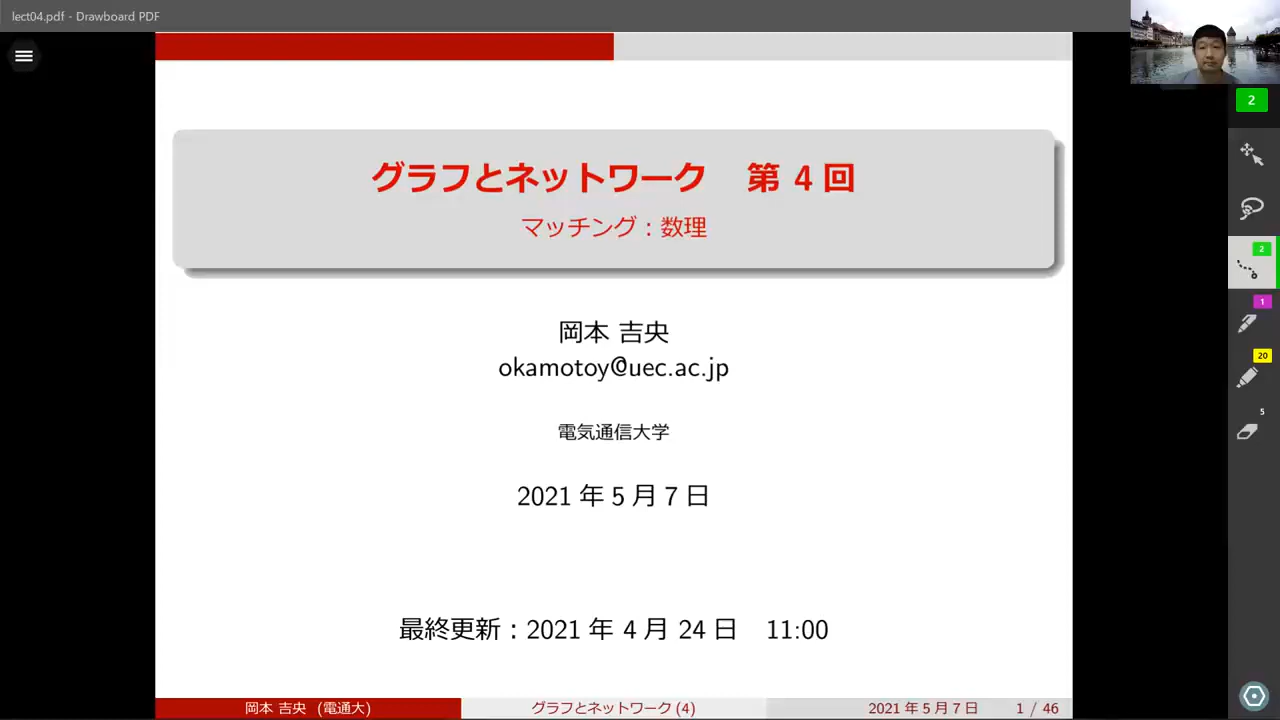 lect04.pdf - Drawboard PDF
グラフとネットワーク 第 4 回
マッチング:数理
岡本 吉央
okamotoy@uec.ac.jp
電気通信大学
2021 年 5 月 7 日
最終更新:2021 年 4 月 24 日 11:00
岡本 吉央 (電通大)
グラフとネットワーク (4)
2021 年 5 月 7 日 1 / 46
2
2
1
20
5